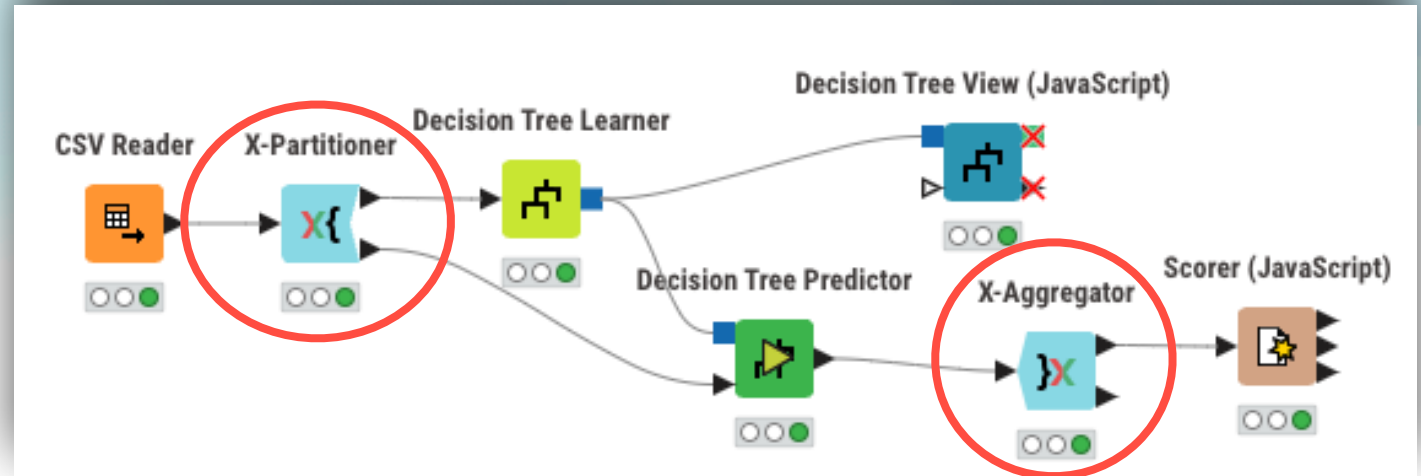 Decision Tree View (JavaScript)
Decision Tree Learner
CSV Reader
X-Partitioner
X{
Decision Tree Predictor
Scorer (JavaScript)
X-Aggregator
}X